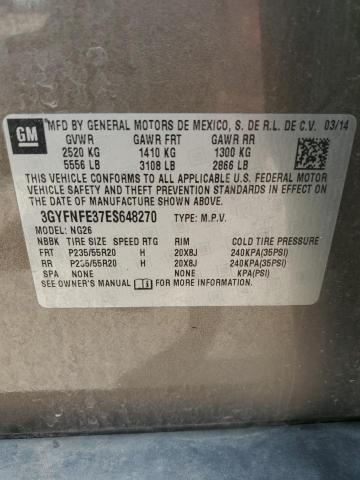 GM MFD BY GENERAL MOTORS DE MEXICO, S. DE R.L. DE C.V. 03/14
GVWR GAWR FRT GAWR RR
2520 KG 1410 KG 1300 KG
5556 LB 3108 LB 2866 LB
THIS VEHICLE CONFORMS TO ALL APPLICABLE U.S. FEDERAL MOTOR
VEHICLE SAFETY, BUMPER, AND THEFT PREVENTION STANDARDS IN
EFFECT ON THE DATE OF MANUFACTURE SHOWN ABOVE.
3GYFNFE37ES648270 TYPE: M.P.V.
MODEL: NG26
NBBK TIRE SIZE SPEED RTG RIM COLD TIRE PRESSURE
FRT P235/55R20 H 20X8J 240KPA(35PSI)
RR P235/55R20 H 20X8J 240KPA(35PSI)
SPA NONE NONE KPA(PSI)
SEE OWNER'S MANUAL FOR MORE INFORMATION.